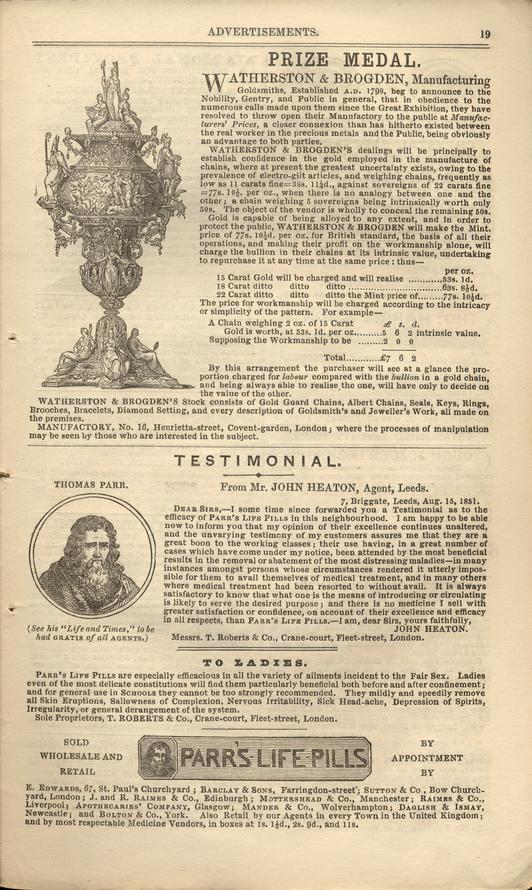 ADVERTISEMENTS.
19
PRIZE MEDAL.
WATHERSTON & BROGDEN, Manufacturing
Goldsmiths, Established A.D. 1798, beg to announce to the
Nobility, Gentry, and Public in general, that in obedience to the
numerous calls made upon them since the Great Exhibition, they have
resolved to throw open their Manufactory to the public at Manufac-
turers' Prices, a closer connexion than has hitherto existed between
the real worker in the precious metals and the Public, being obviously
an advantage to both parties.
WATHERSTON & BROGDEN'S dealings will be principally to
establish confidence in the gold employed in the manufacture of
chains, where at present the greatest uncertainty exists, owing to the
prevalence of electro-gilt articles, and weighing chains, frequently as
low as 11 carats fine=38s. 11¼d., against sovereigns of 22 carats fine
=77s. 10½. per oz., when there is no analogy between one and the
other; a chain weighing 5 sovereigns being intrinsically worth only
50s. The object of the vendor is wholly to conceal the remaining 50s.
Gold is capable of being alloyed to any extent, and in order to
protect the public, WATHERSTON & BROGDEN will make the Mint.
price of 77s. 10½d. per oz. for British standard, the basis of all their
operations, and making their profit on the workmanship alone, will
charge the bullion in their chains at its intrinsic value, undertaking
to repurchase it at any time at the same price: thus—
per oz.
15 Carat Gold will be charged and will realise ............53s. 1d.
18 Carat ditto ditto ditto ........................63s. 8½d.
22 Carat ditto ditto the Mint price of........77s. 10½d.
The price for workmanship will be charged according to the intricacy
or simplicity of the pattern. For example—
A Chain weighing 2 oz. of 15 Carat £ s. d.
Gold is worth, at 53s. 1d. per oz.........5 6 2 intrinsic value.
Supposing the Workmanship to be .........2 0 0
Total............£7 6 2
By this arrangement the purchaser will see at a glance the pro-
portion charged for labour compared with the bullion in a gold chain,
and being always able to realise the one, will have only to decide on
the value of the other.
WATHERSTON & BROGDEN'S Stock consists of Gold Guard Chains, Albert Chains, Seals, Keys, Rings,
Brooches, Bracelets, Diamond Setting, and every description of Goldsmith's and Jeweller's Work, all made on
the premises.
MANUFACTORY, No. 16, Henrietta-street, Covent-garden, London; where the processes of manipulation
may be seen by those who are interested in the subject.
TESTIMONIAL.
THOMAS PARR.
(See his "Life and Times," to be
had GRATIS of all AGENTS.)
From Mr. JOHN HEATON, Agent, Leeds.
7, Briggate, Leeds, Aug. 15, 1851.
DEAR SIRS,—I some time since forwarded you a Testimonial as to the
efficacy of PARR'S LIFE PILLS in this neighbourhood. I am happy to be able
now to inform you that my opinion of their excellence continues unaltered,
and the unvarying testimony of my customers assures me that they are a
great boon to the working classes; their use having, in a great number of
cases which have come under my notice, been attended by the most beneficial
results in the removal or abatement of the most distressing maladies—in many
instances amongst persons whose circumstances rendered it utterly impos-
sible for them to avail themselves of medical treatment, and in many others
where medical treatment had been resorted to without avail. It is always
satisfactory to know that what one is the means of introducing or circulating
is likely to serve the desired purpose; and there is no medicine I sell with
greater satisfaction or confidence, on account of their excellence and efficacy
in all respects, than PARR'S LIFE PILLS.—I am, dear Sirs, yours faithfully,
JOHN HEATON.
Messrs. T. Roberts & Co., Crane-court, Fleet-street, London.
TO LADIES.
PARR'S LIFE PILLS are especially efficacious in all the variety of ailments incident to the Fair Sex. Ladies
even of the most delicate constitutions will find them particularly beneficial both before and after confinement;
and for general use in SCHOOLS they cannot be too strongly recommended. They mildly and speedily remove
all Skin Eruptions, Sallowness of Complexion, Nervous Irritability, Sick Head-ache, Depression of Spirits,
Irregularity, or general derangement of the system.
Sole Proprietors, T. ROBERTS & Co., Crane-court, Fleet-street, London.
SOLD
WHOLESALE AND
RETAIL
PARR'S LIFE PILLS
BY
APPOINTMENT
BY
E. EDWARDS, 67, St. Paul's Churchyard; BARCLAY & SONS, Farringdon-street; SUTTON & Co., Bow Church-
yard, London; J. and R. RAIMES & Co., Edinburgh; MOTTERSHEAD & Co., Manchester; RAIMES & Co.,
Liverpool; APOTHECARIES' COMPANY, Glasgow; MANDER & Co., Wolverhampton; DAGLISH & ISMAY,
Newcastle; and BOLTON & Co., York. Also Retail by our Agents in every Town in the United Kingdom;
and by most respectable Medicine Vendors, in boxes at 1s. 1½d., 2s. 9d., and 11s.